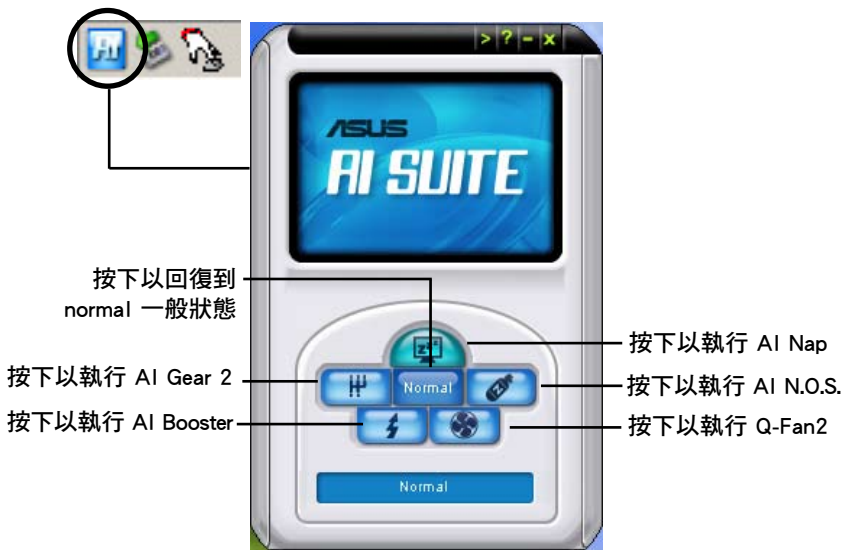 Ai
> ? - x
ASUS
AI SUITE
按下以回復到
normal 一般狀態
按下以執行 AI Nap
zzz
按下以執行 AI Gear 2
Normal
按下以執行 AI N.O.S.
按下以執行 AI Booster
按下以執行 Q-Fan2
Normal